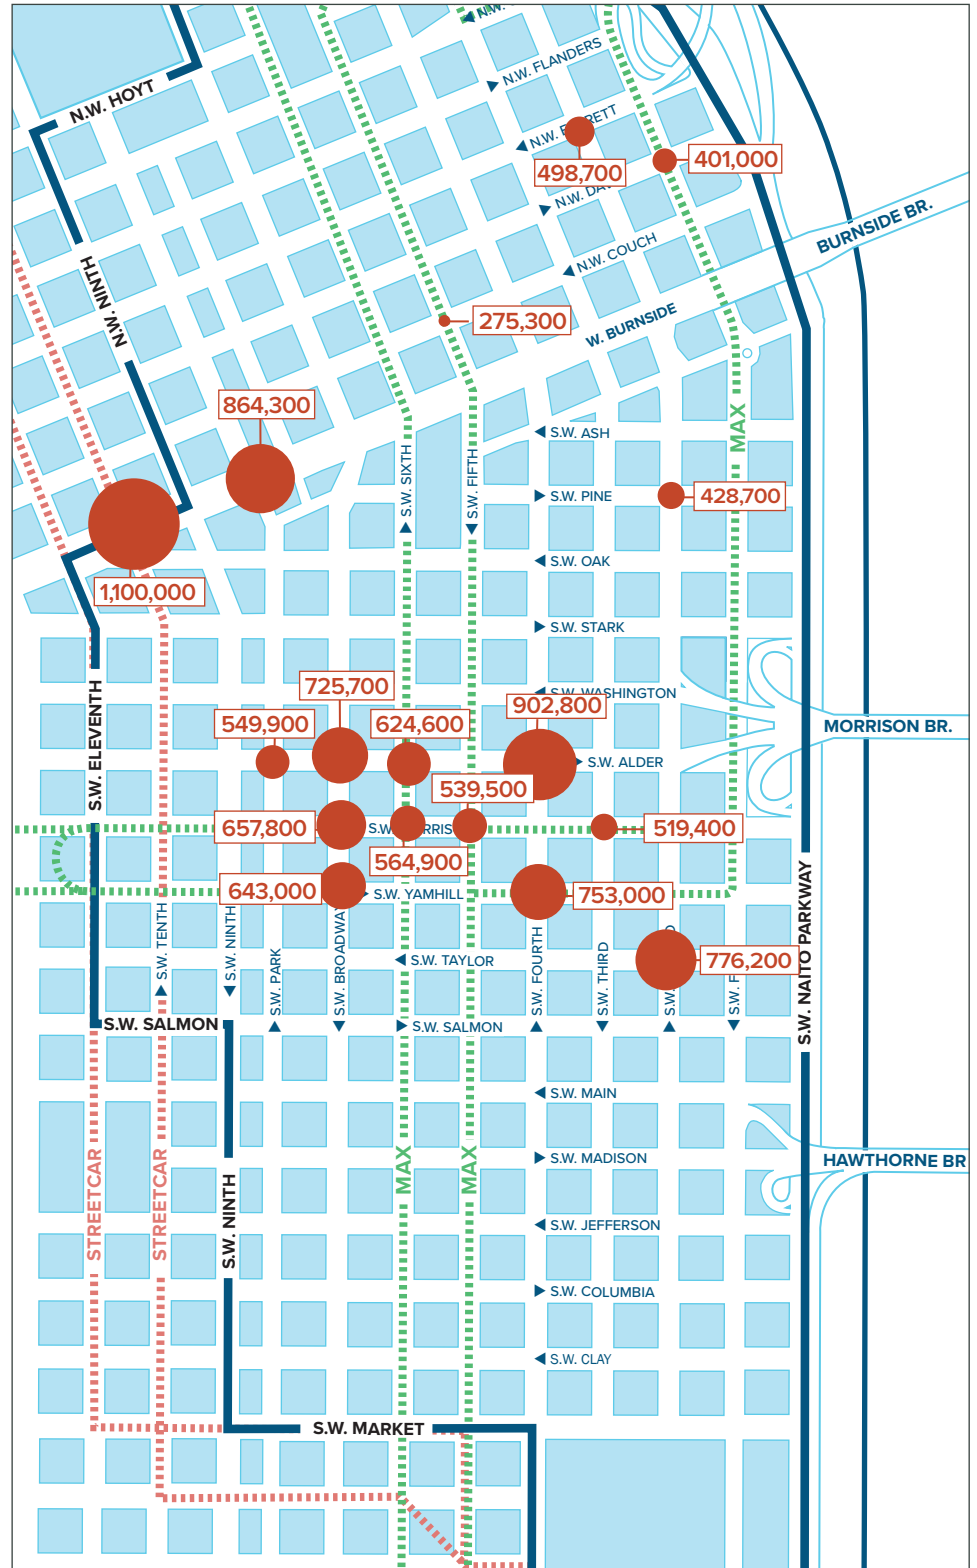 N.W. FLANDERS
N.W. HOYT
498,700
401,000
BURNSIDE BR.
N.W. COUCH
N.W. NINTH
275,300
W. BURNSIDE
864,300
MAX
S.W. ASH
S.W. SIXTH
S.W. FIFTH
S.W. PINE
428,700
S.W. OAK
1,100,000
S.W. STARK
725,700
S.W. WASHINGTON
902,800
549,900
624,600
MORRISON BR.
S.W. ELEVENTH
S.W. ALDER
539,500
657,800
519,400
564,900
643,000
S.W. YAMHILL
753,000
S.W. NAITO PARKWAY
S.W. TENTH
S.W. NINTH
S.W. PARK
S.W. BROADWAY
S.W. TAYLOR
S.W. FOURTH
S.W. THIRD
776,200
S.W. SALMON
S.W. SALMON
S.W. MAIN
S.W. MADISON
HAWTHORNE BR
STREETCAR
STREETCAR
S.W. NINTH
MAX
MAX
S.W. JEFFERSON
S.W. COLUMBIA
S.W. CLAY
S.W. MARKET